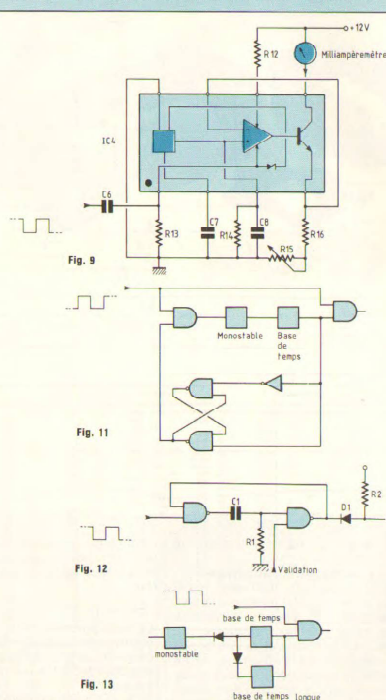 +12V
R12
Milliampèremètre
IC4
C6
R13
C7
R14
C8
R15
R16
Fig. 9
Fig. 11
Monostable
Base
de
temps
C1
R1
D1
R2
Validation
Fig. 12
base de temps
monostable
base de temps longue
Fig. 13